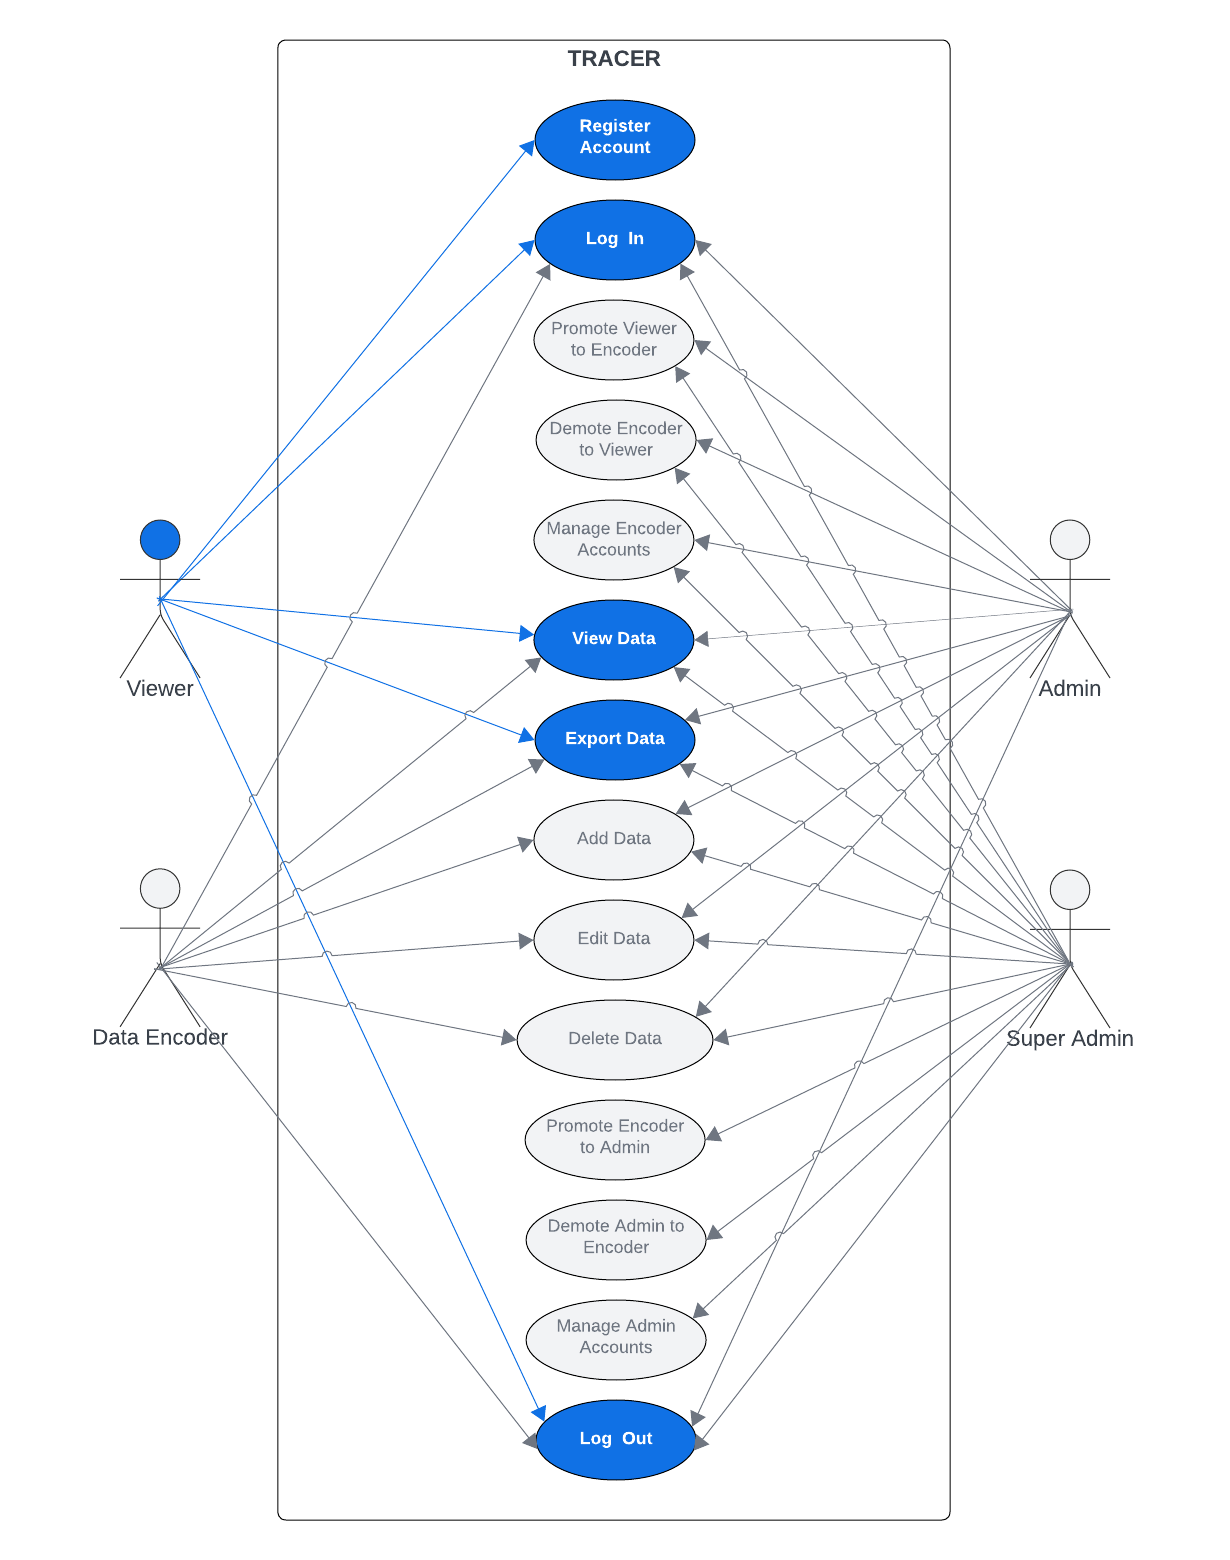 TRACER
Register
Account
Log In
Promote Viewer
to Encoder
Demote Encoder
to Viewer
Manage Encoder
Accounts
View Data
Viewer
Admin
Export Data
Add Data
Edit Data
Data Encoder
Delete Data
Super Admin
Promote Encoder
to Admin
Demote Admin to
Encoder
Manage Admin
Accounts
Log Out